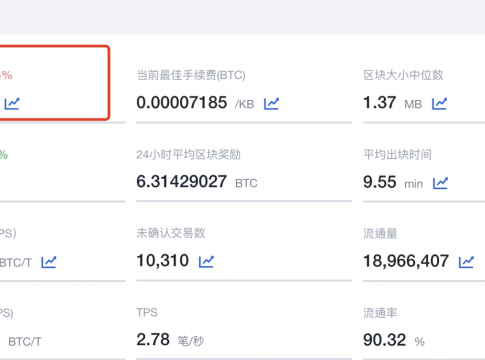 4% 当前最佳手续费(BTC) 区块大小中位数
0.00007185 /KB 1.37 MB
% 24小时平均区块奖励 平均出块时间
6.31429027 BTC 9.55 min
PS) 未确认交易数 流通量
BTC/T 10,310 18,966,407
PS) TPS 流通率
BTC/T 2.78 笔/秒 90.32 %